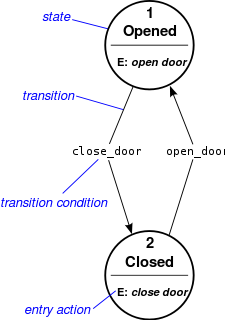 state
1
Opened
E: open door
transition
close_door
open_door
transition condition
2
Closed
E: close door
entry action